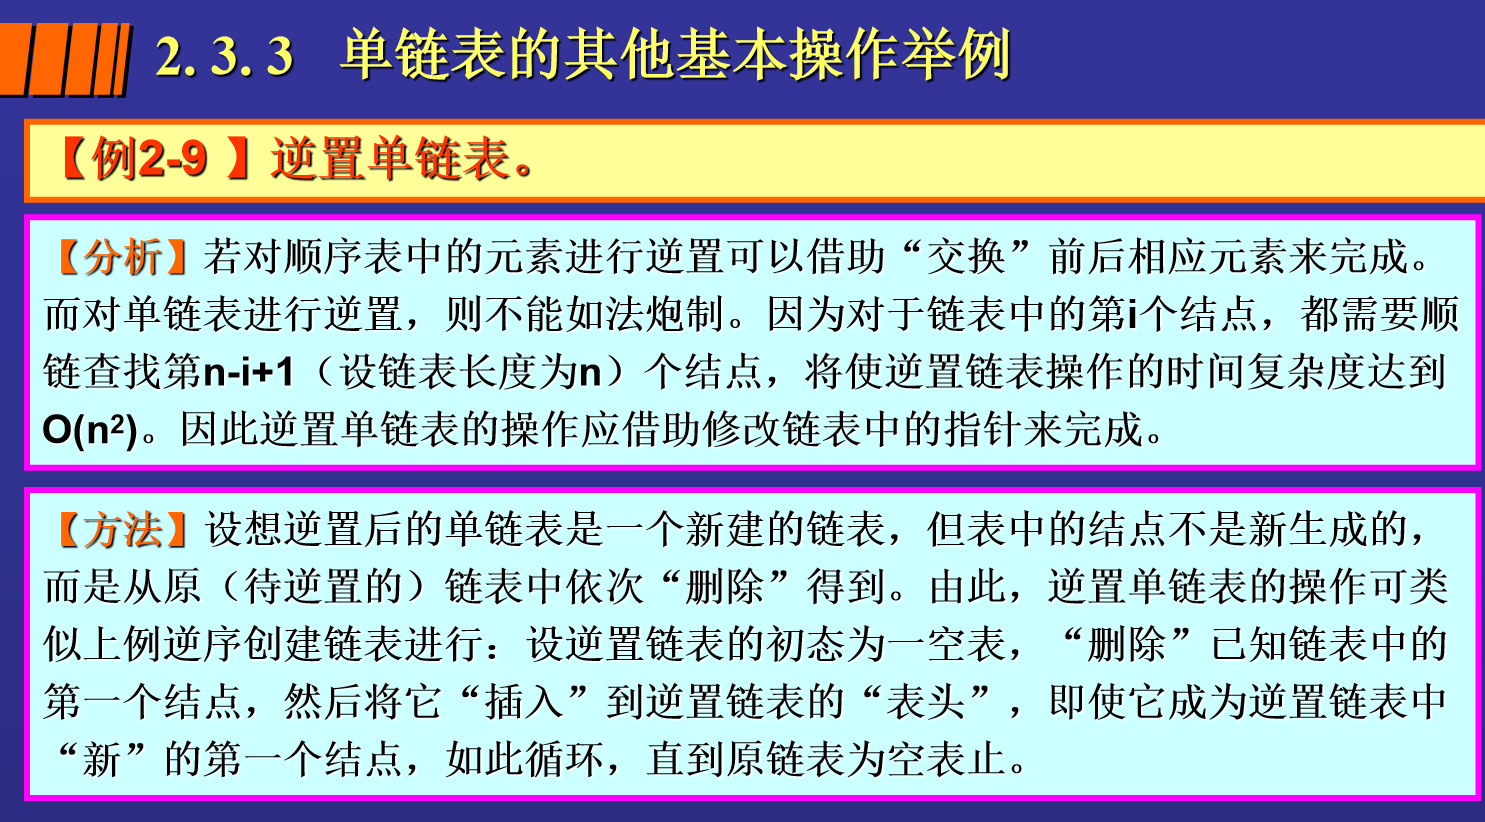 2.3.3 单链表的其他基本操作举例
【例2-9 】逆置单链表。
【分析】若对顺序表中的元素进行逆置可以借助“交换”前后相应元素来完成。
而对单链表进行逆置，则不能如法炮制。因为对于链表中的第i个结点，都需要顺
链查找第n-i+1（设链表长度为n）个结点，将使逆置链表操作的时间复杂度达到
O(n²)。因此逆置单链表的操作应借助修改链表中的指针来完成。
【方法】设想逆置后的单链表是一个新建的链表，但表中的结点不是新生成的，
而是从原（待逆置的）链表中依次“删除”得到。由此，逆置单链表的操作可类
似上例逆序创建链表进行：设逆置链表的初态为一空表，“删除”已知链表中的
第一个结点，然后将它“插入”到逆置链表的“表头”，即使它成为逆置链表中
“新”的第一个结点，如此循环，直到原链表为空表止。